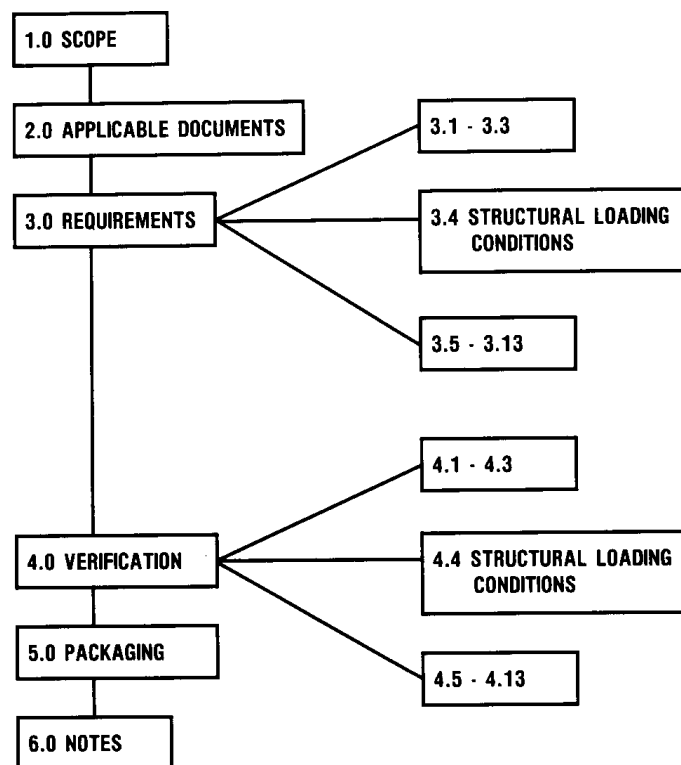 1.0 SCOPE
2.0 APPLICABLE DOCUMENTS
3.0 REQUIREMENTS
3.1 - 3.3
3.4 STRUCTURAL LOADING
CONDITIONS
3.5 - 3.13
4.0 VERIFICATION
4.1 - 4.3
4.4 STRUCTURAL LOADING
CONDITIONS
4.5 - 4.13
5.0 PACKAGING
6.0 NOTES